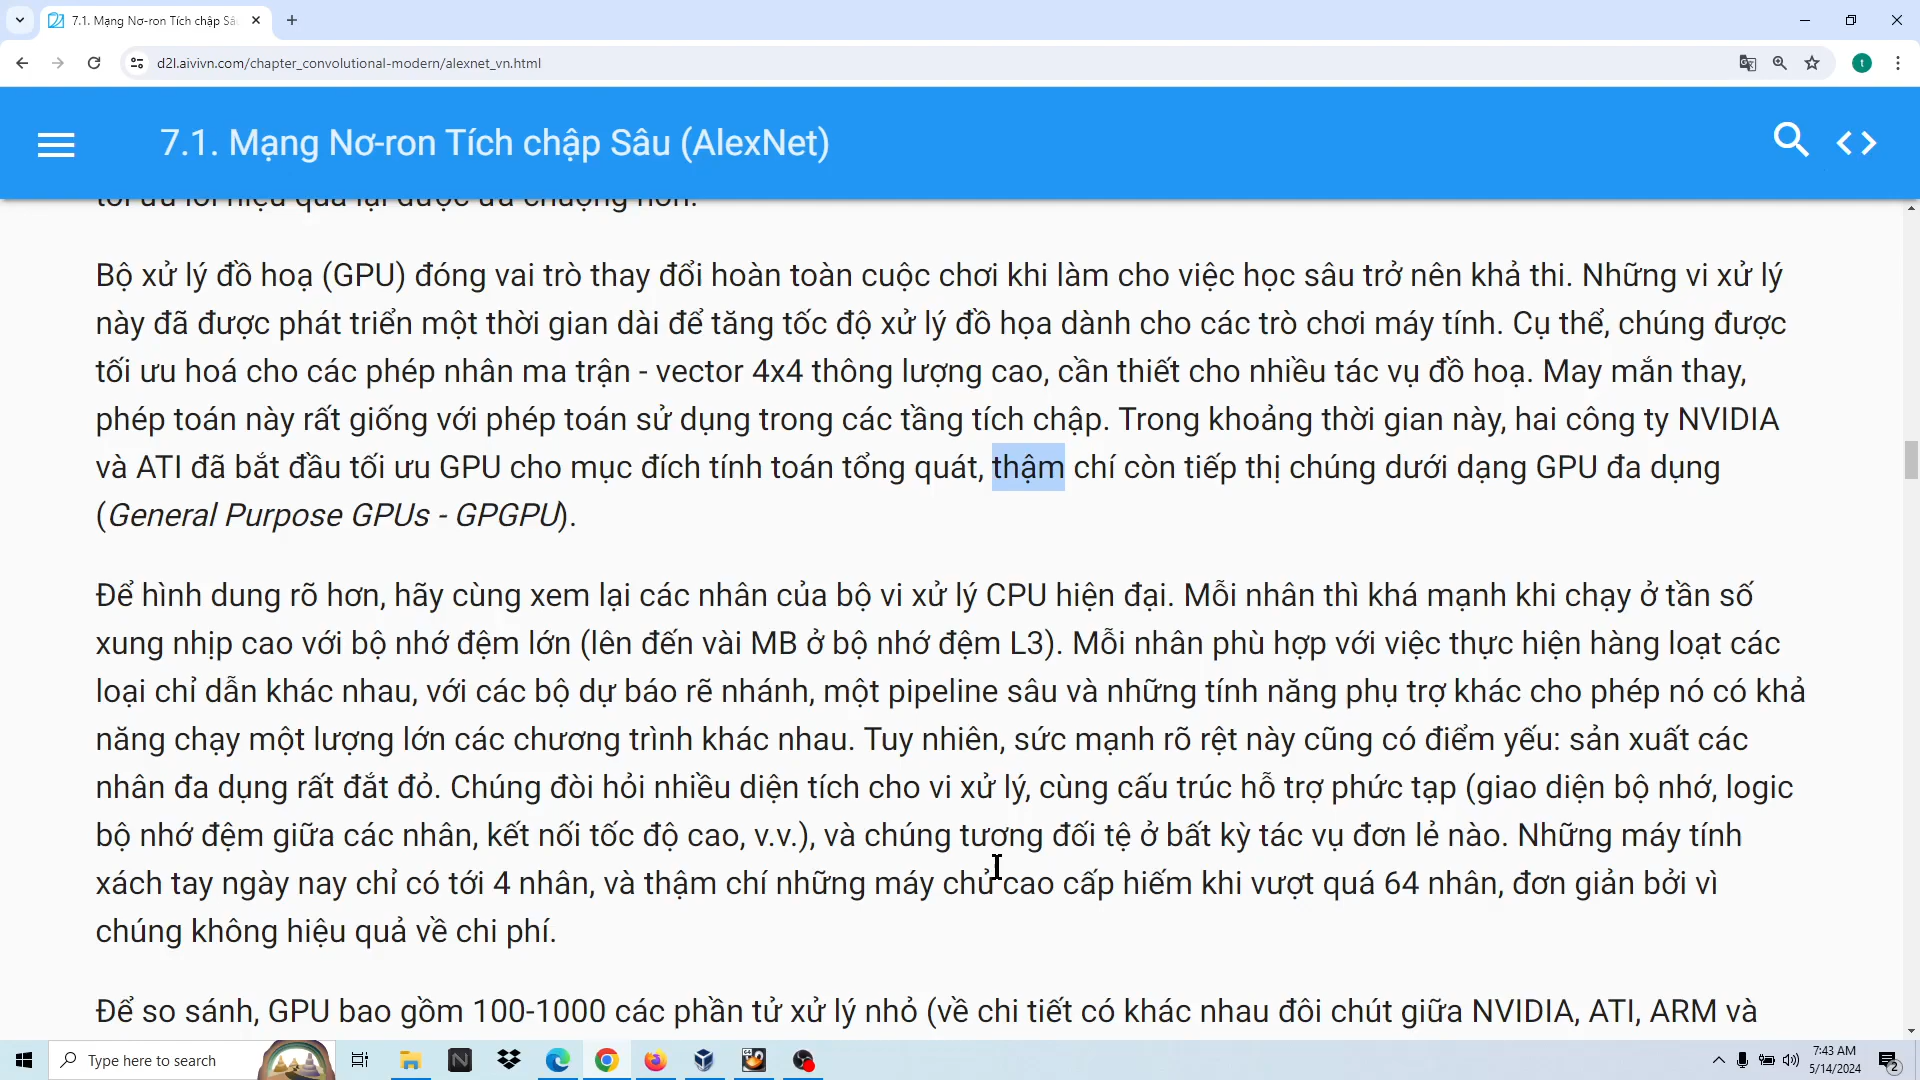 7.1. Mạng Nơ-ron Tích chập Sâ
d2l.aivivn.com/chapter_convolutional-modern/alexnet_vn.html
t
7.1. Mạng Nơ-ron Tích chập Sâu (AlexNet)
tối ưu lồi hiệu quả lại được ưa chuộng hơn.
Bộ xử lý đồ hoạ (GPU) đóng vai trò thay đổi hoàn toàn cuộc chơi khi làm cho việc học sâu trở nên khả thi. Những vi xử lý
này đã được phát triển một thời gian dài để tăng tốc độ xử lý đồ họa dành cho các trò chơi máy tính. Cụ thể, chúng được
tối ưu hoá cho các phép nhân ma trận - vector 4x4 thông lượng cao, cần thiết cho nhiều tác vụ đồ hoạ. May mắn thay,
phép toán này rất giống với phép toán sử dụng trong các tầng tích chập. Trong khoảng thời gian này, hai công ty NVIDIA
và ATI đã bắt đầu tối ưu GPU cho mục đích tính toán tổng quát, thậm chí còn tiếp thị chúng dưới dạng GPU đa dụng
(General Purpose GPUs - GPGPU).
Để hình dung rõ hơn, hãy cùng xem lại các nhân của bộ vi xử lý CPU hiện đại. Mỗi nhân thì khá mạnh khi chạy ở tần số
xung nhịp cao với bộ nhớ đệm lớn (lên đến vài MB ở bộ nhớ đệm L3). Mỗi nhân phù hợp với việc thực hiện hàng loạt các
loại chỉ dẫn khác nhau, với các bộ dự báo rẽ nhánh, một pipeline sâu và những tính năng phụ trợ khác cho phép nó có khả
năng chạy một lượng lớn các chương trình khác nhau. Tuy nhiên, sức mạnh rõ rệt này cũng có điểm yếu: sản xuất các
nhân đa dụng rất đắt đỏ. Chúng đòi hỏi nhiều diện tích cho vi xử lý, cùng cấu trúc hỗ trợ phức tạp (giao diện bộ nhớ, logic
bộ nhớ đệm giữa các nhân, kết nối tốc độ cao, v.v.), và chúng tương đối tệ ở bất kỳ tác vụ đơn lẻ nào. Những máy tính
xách tay ngày nay chỉ có tới 4 nhân, và thậm chí những máy chủ cao cấp hiếm khi vượt quá 64 nhân, đơn giản bởi vì
chúng không hiệu quả về chi phí.
Để so sánh, GPU bao gồm 100-1000 các phần tử xử lý nhỏ (về chi tiết có khác nhau đôi chút giữa NVIDIA, ATI, ARM và
Type here to search
7:43 AM
5/14/2024
2